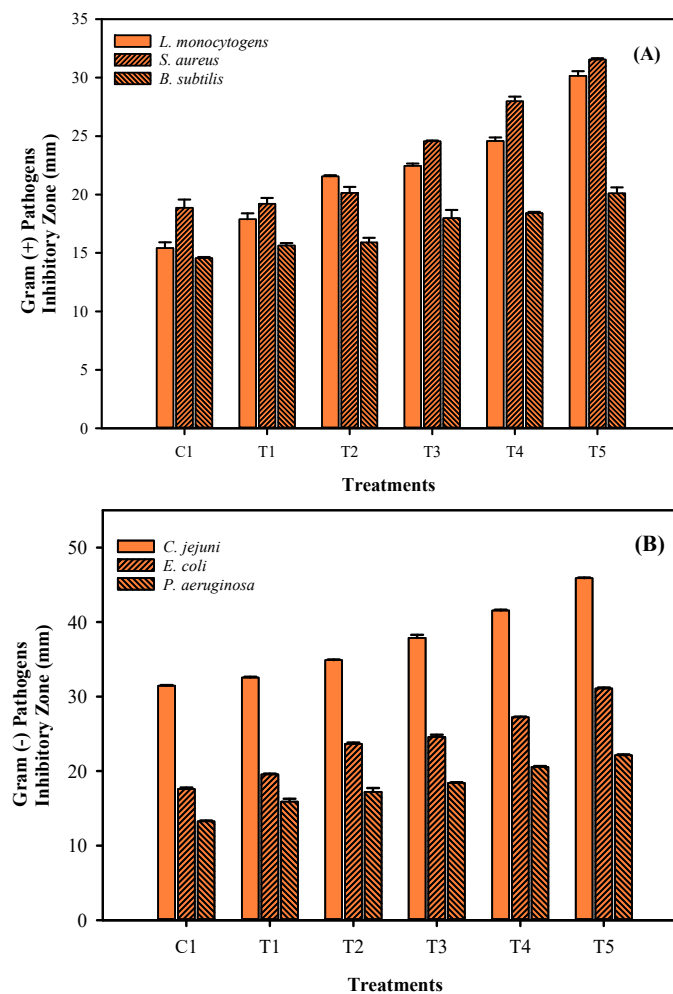 35
30
25
20
15
10
5
0
Gram (+) Pathogens
Inhibitory Zone (mm)
L. monocytogens
S. aureus
B. subtilis
(A)
C1 T1 T2 T3 T4 T5
Treatments
50
40
30
20
10
0
Gram (-) Pathogens
Inhibitory Zone (mm)
C. jejuni
E. coli
P. aeruginosa
(B)
C1 T1 T2 T3 T4 T5
Treatments